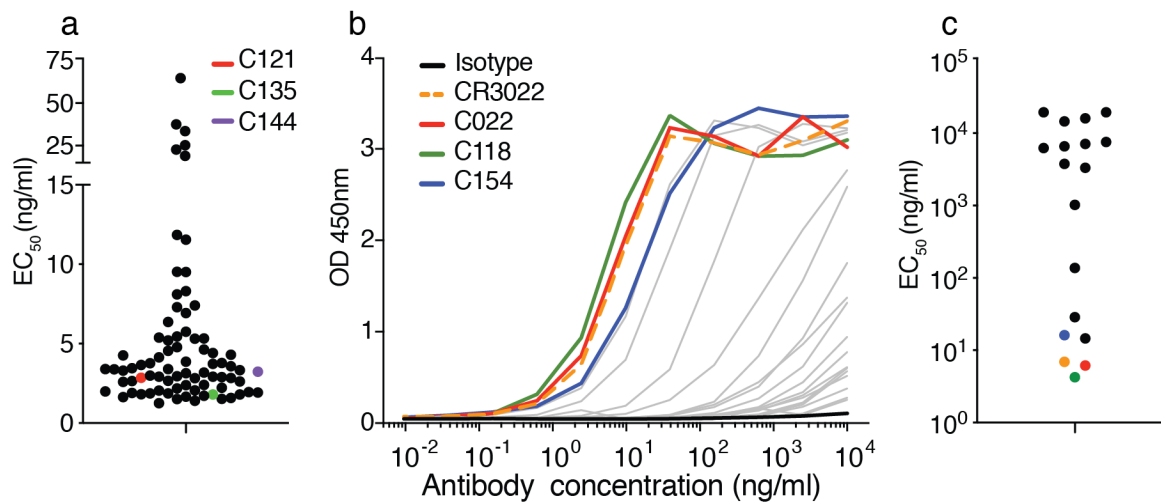 a
75
50
25
15
10
5
0
EC50 (ng/ml)
C121
C135
C144
b
4
3
2
1
0
OD 450nm
Isotype
CR3022
C022
C118
C154
10-2 10-1 100 101 102 103 104
Antibody concentration (ng/ml)
c
105
104
103
102
101
100
EC50 (ng/ml)